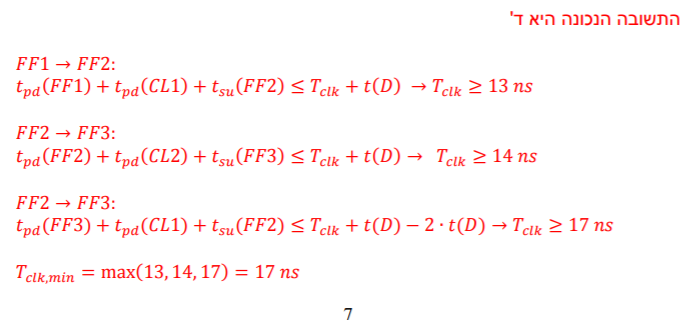 התשובה הנכונה היא ד'
FF1 → FF2:
t_pd(FF1) + t_pd(CL1) + t_su(FF2) ≤ T_clk + t(D) → T_clk ≥ 13 ns
FF2 → FF3:
t_pd(FF2) + t_pd(CL2) + t_su(FF3) ≤ T_clk + t(D) → T_clk ≥ 14 ns
FF2 → FF3:
t_pd(FF3) + t_pd(CL1) + t_su(FF2) ≤ T_clk + t(D) − 2 · t(D) → T_clk ≥ 17 ns
T_clk,min = max(13, 14, 17) = 17 ns
7